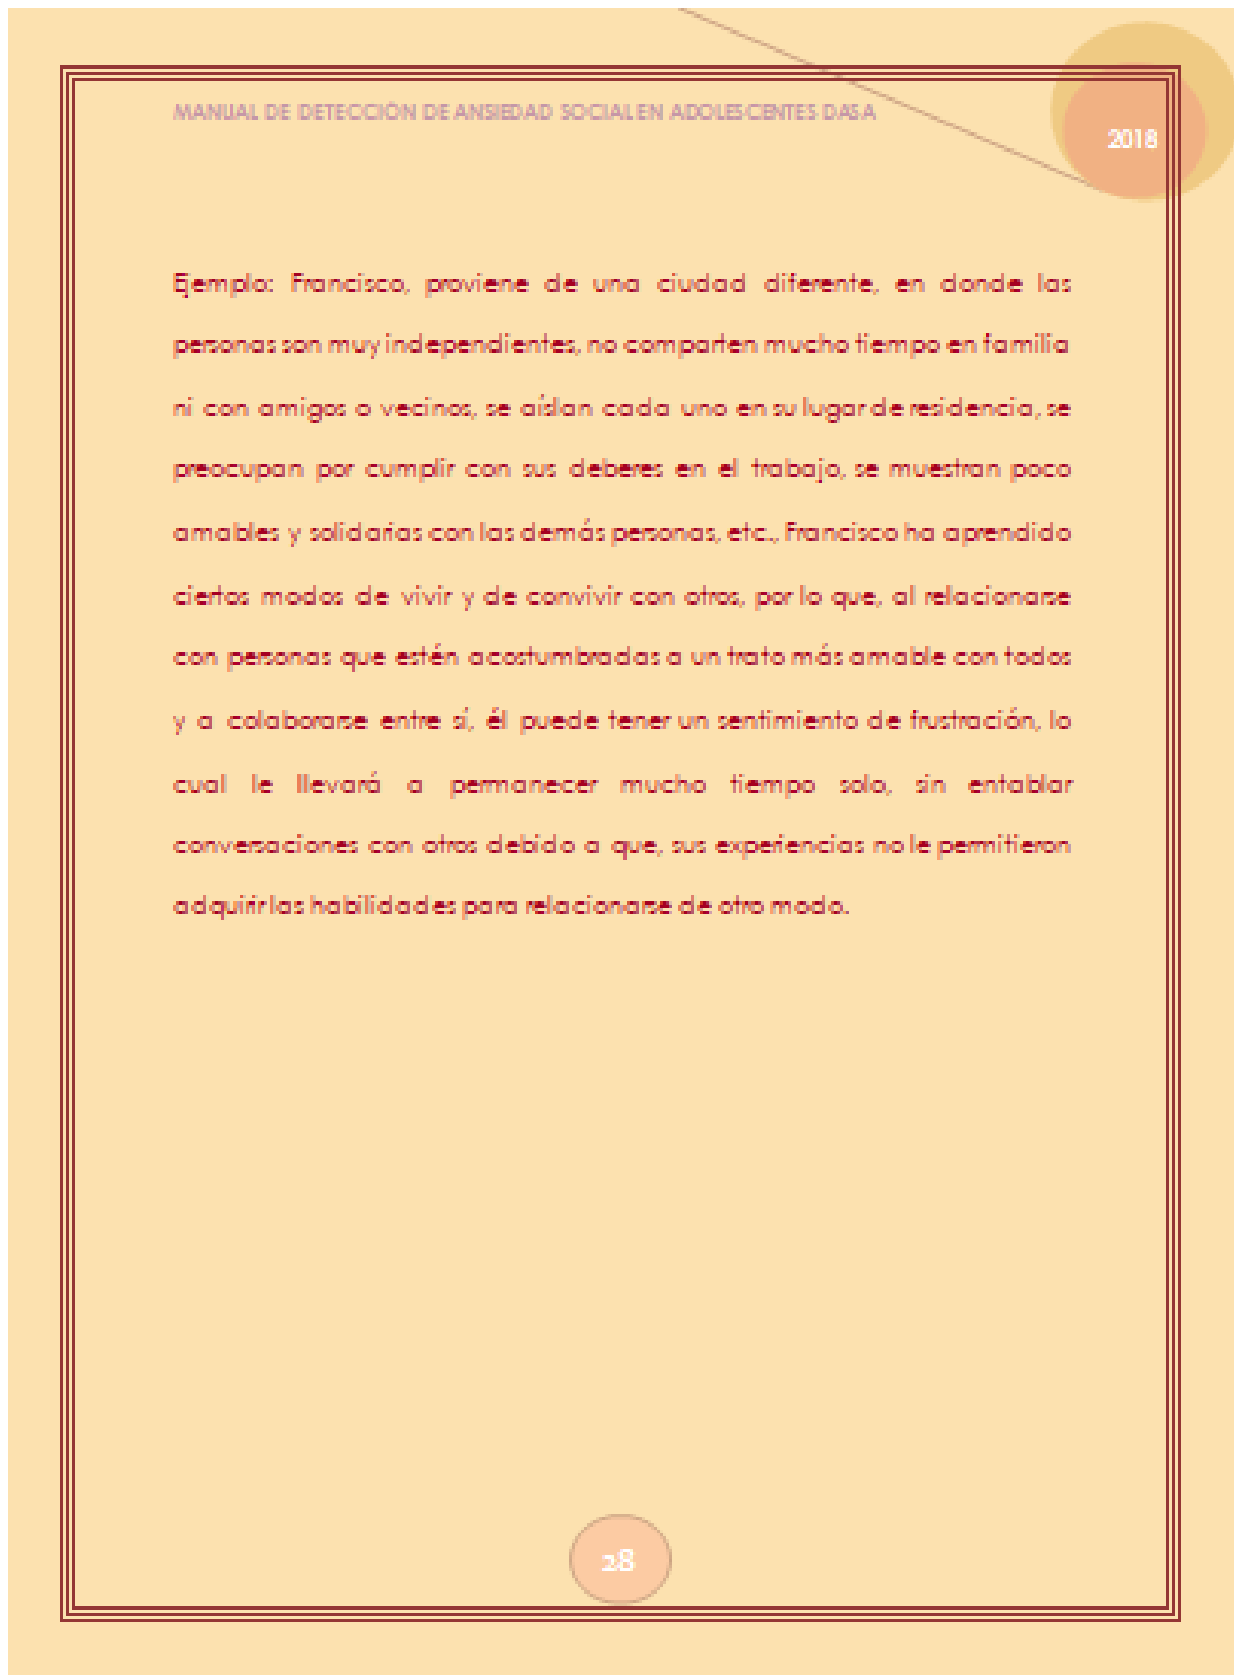 MANUAL DE DETECCIÓN DE ANSIEDAD SOCIAL EN ADOLESCENTES DASA
2018
Ejemplo: Francisco, proviene de una ciudad diferente, en donde las
personas son muy independientes, no comparten mucho tiempo en familia
ni con amigos o vecinos, se aíslan cada uno en su lugar de residencia, se
preocupan por cumplir con sus deberes en el trabajo, se muestran poco
amables y solidarias con las demás personas, etc., Francisco ha aprendido
ciertos modos de vivir y de convivir con otros, por lo que, al relacionarse
con personas que estén acostumbradas a un trato más amable con todos
y a colaborarse entre sí, él puede tener un sentimiento de frustración, lo
cual le llevará a permanecer mucho tiempo solo, sin entablar
conversaciones con otros debido a que, sus experiencias no le permitieron
adquirir las habilidades para relacionarse de otro modo.
28